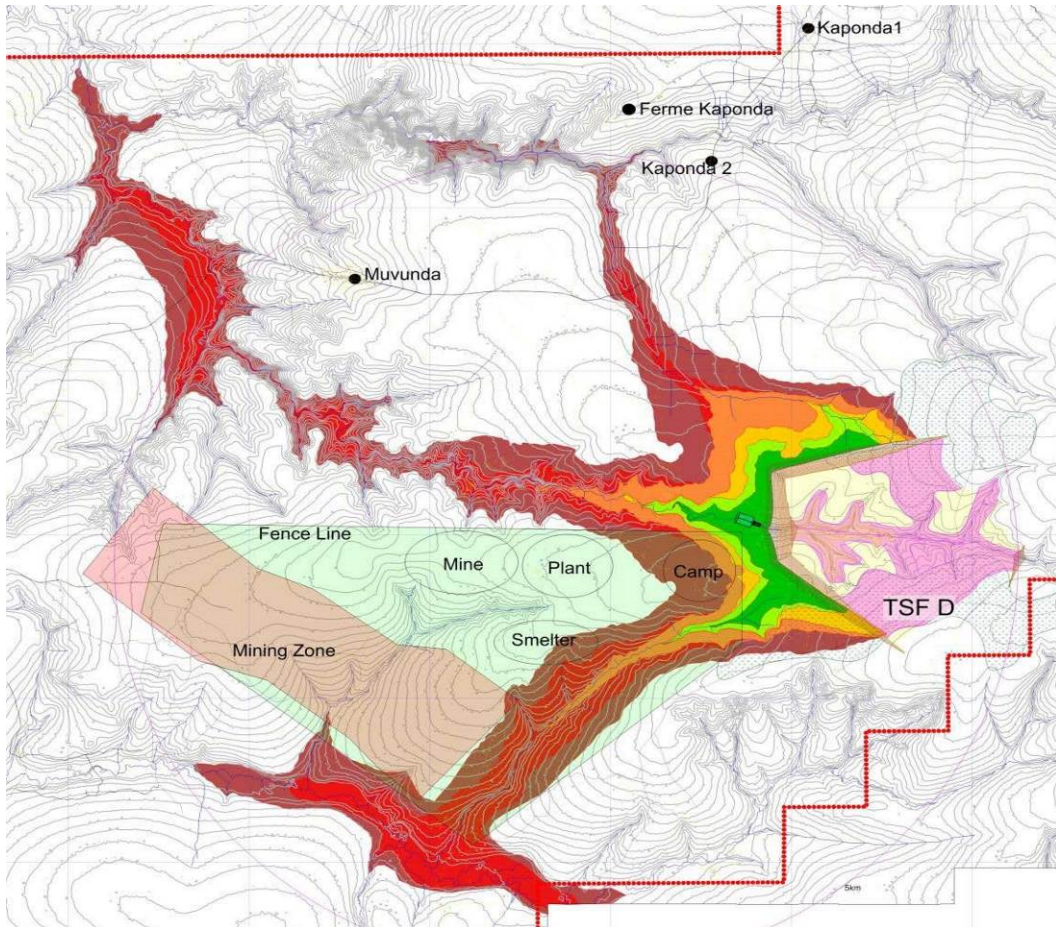 Kaponda1
Ferme Kaponda
Kaponda 2
Muvunda
Fence Line
Mine
Plant
Camp
TSF D
Smelter
Mining Zone
5km